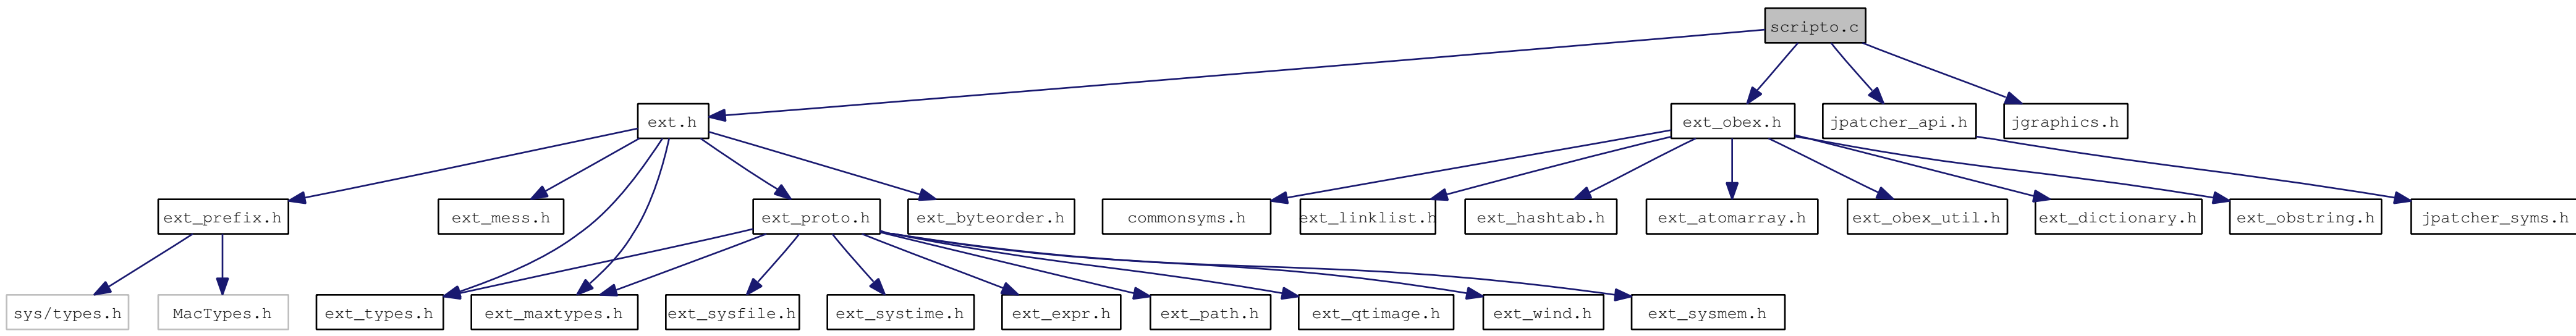 scripto.c
ext.h
ext_obex.h
jpatcher_api.h
jgraphics.h
ext_prefix.h
ext_mess.h
ext_proto.h
ext_byteorder.h
commonsyms.h
ext_linklist.h
ext_hashtab.h
ext_atomarray.h
ext_obex_util.h
ext_dictionary.h
ext_obstring.h
jpatcher_syms.h
sys/types.h
MacTypes.h
ext_types.h
ext_maxtypes.h
ext_sysfile.h
ext_systime.h
ext_expr.h
ext_path.h
ext_qtimage.h
ext_wind.h
ext_sysmem.h